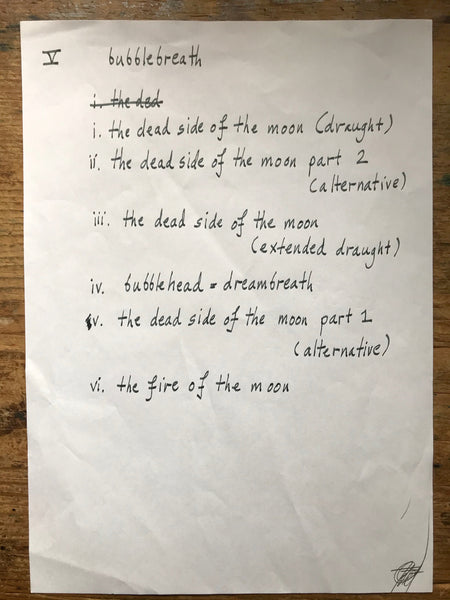 V bubblebreath
i. the ded
i. the dead side of the moon (draught)
ii. the dead side of the moon part 2
(alternative)
iii. the dead side of the moon
(extended draught)
iv. bubblehead = dreambreath
v. the dead side of the moon part 1
(alternative)
vi. the fire of the moon